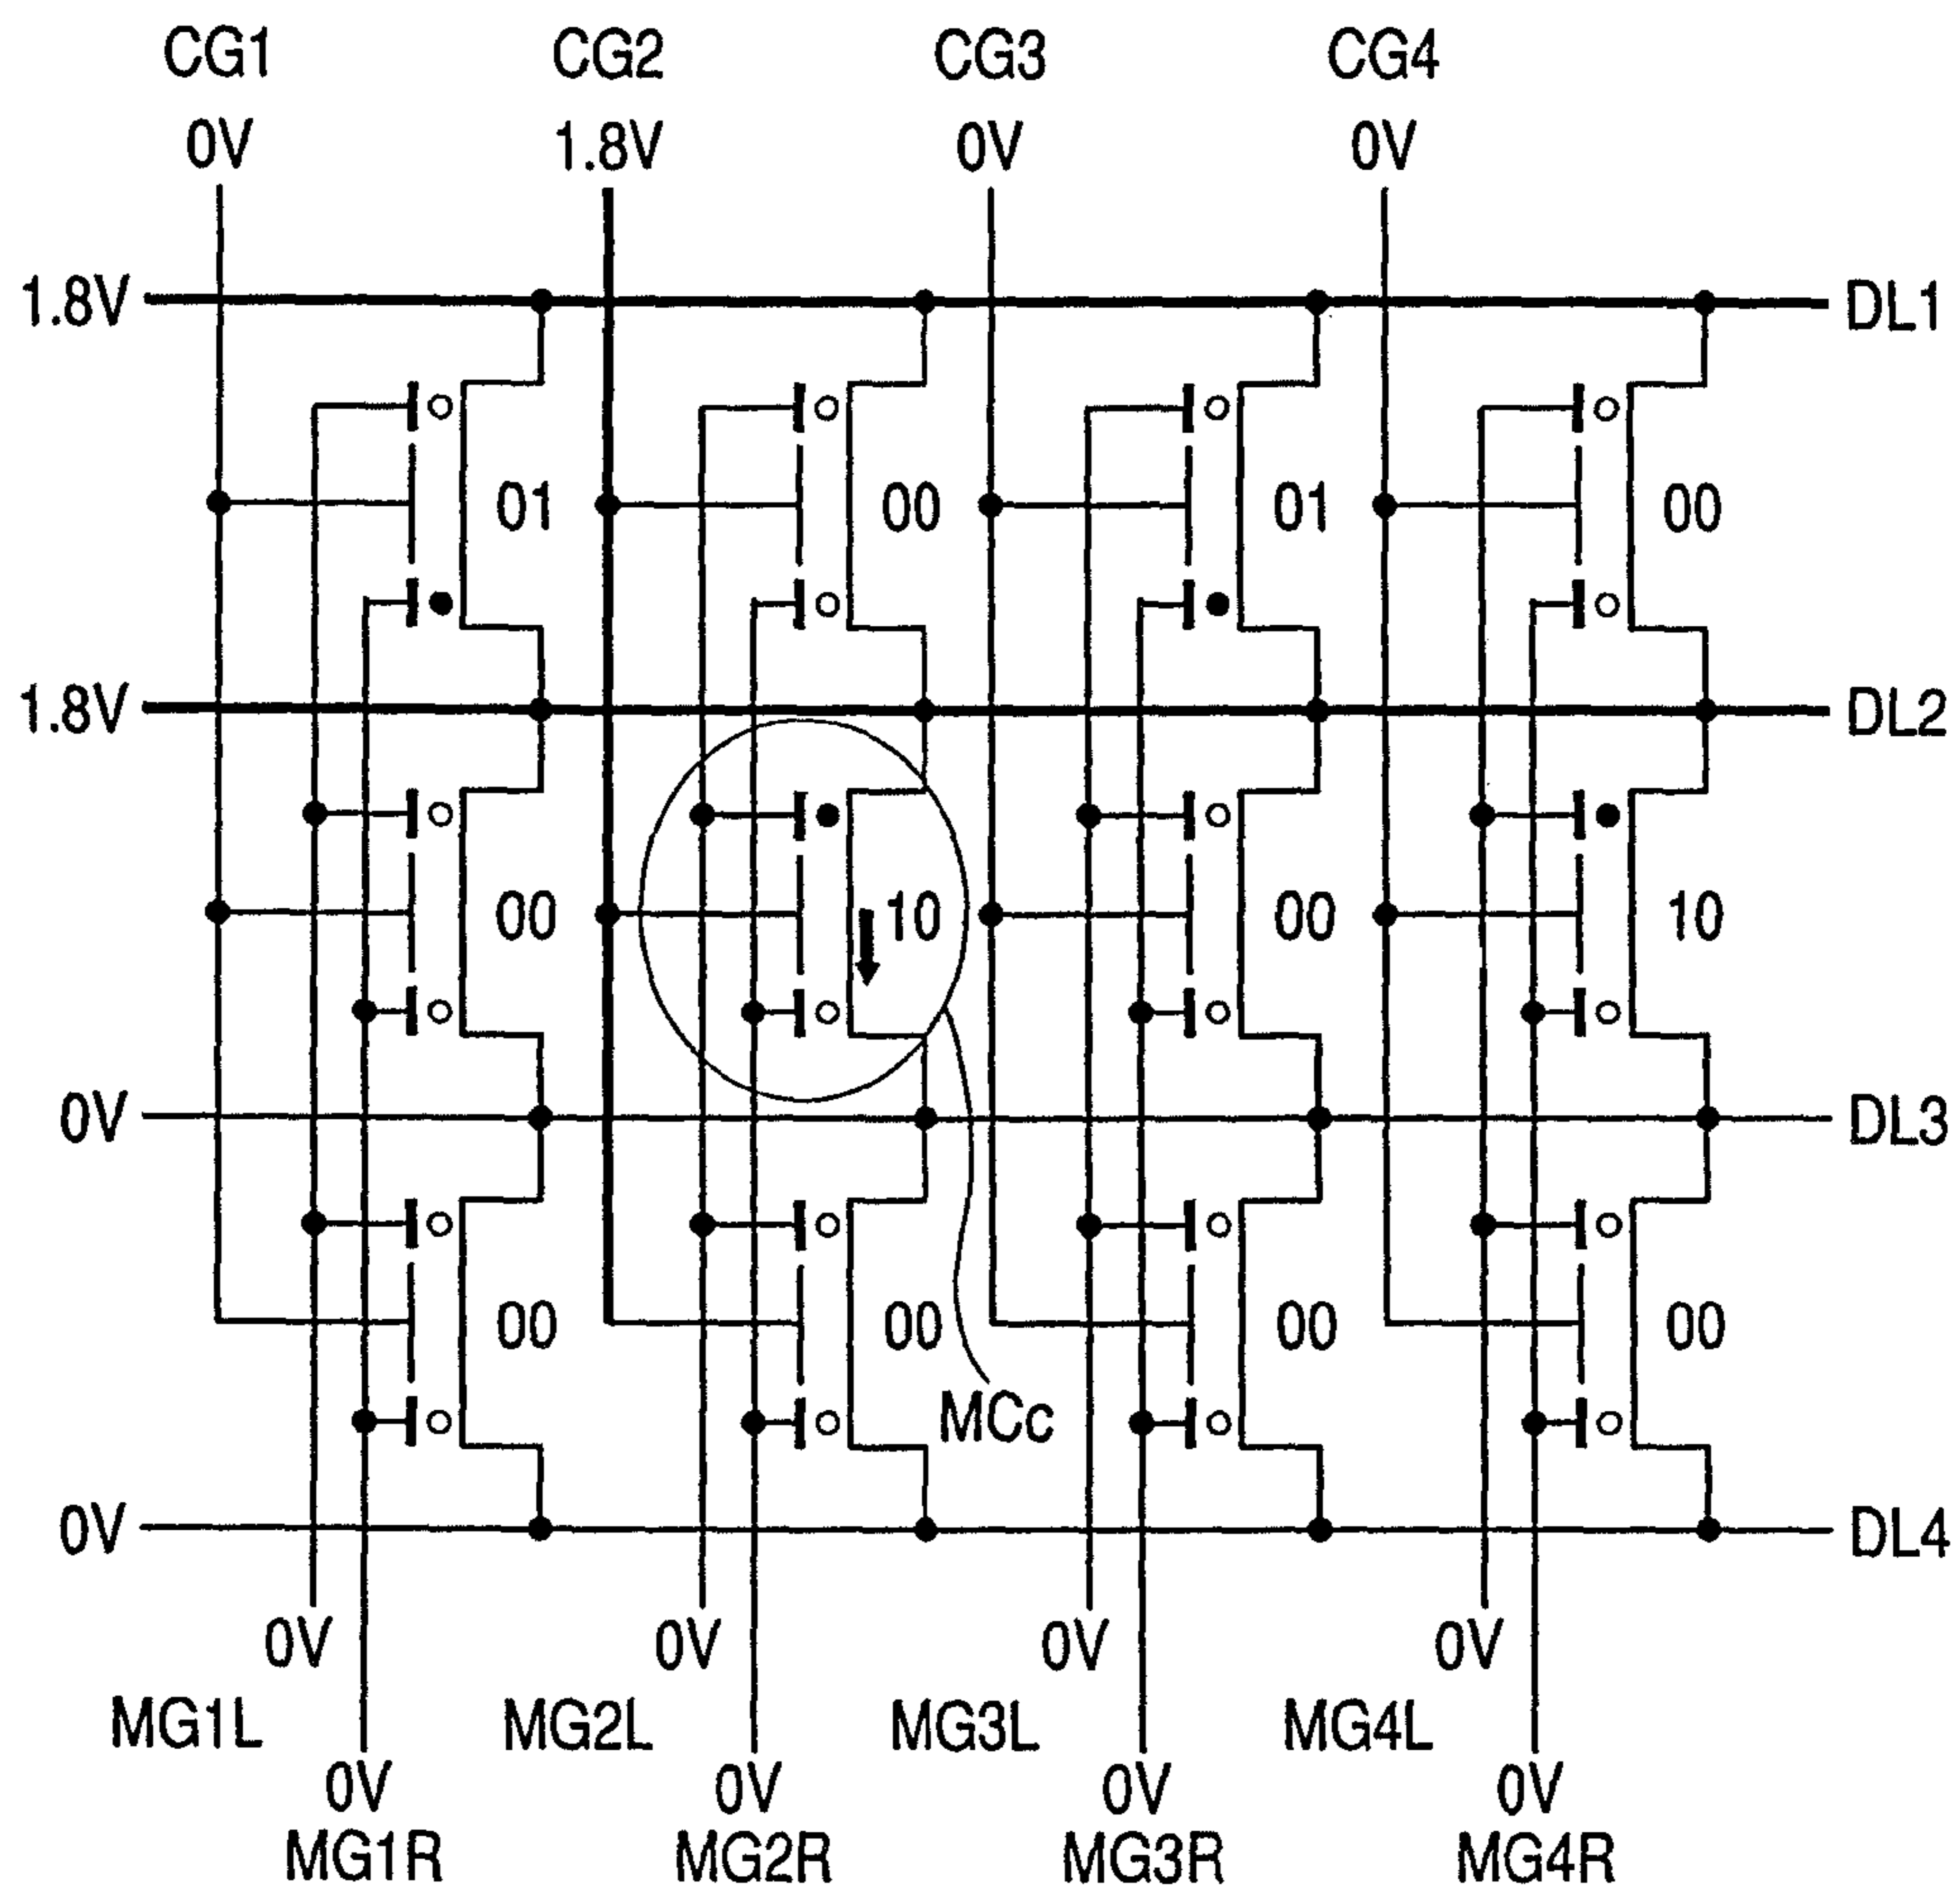 CG1 CG2 CG3 CG4
0V 1.8V 0V 0V
1.8V DL1
01 00 01 00
1.8V DL2
00 10 00 10
0V DL3
00 00 00 00
MCc
0V DL4
0V 0V 0V 0V
MG1L MG2L MG3L MG4L
0V 0V 0V 0V
MG1R MG2R MG3R MG4R